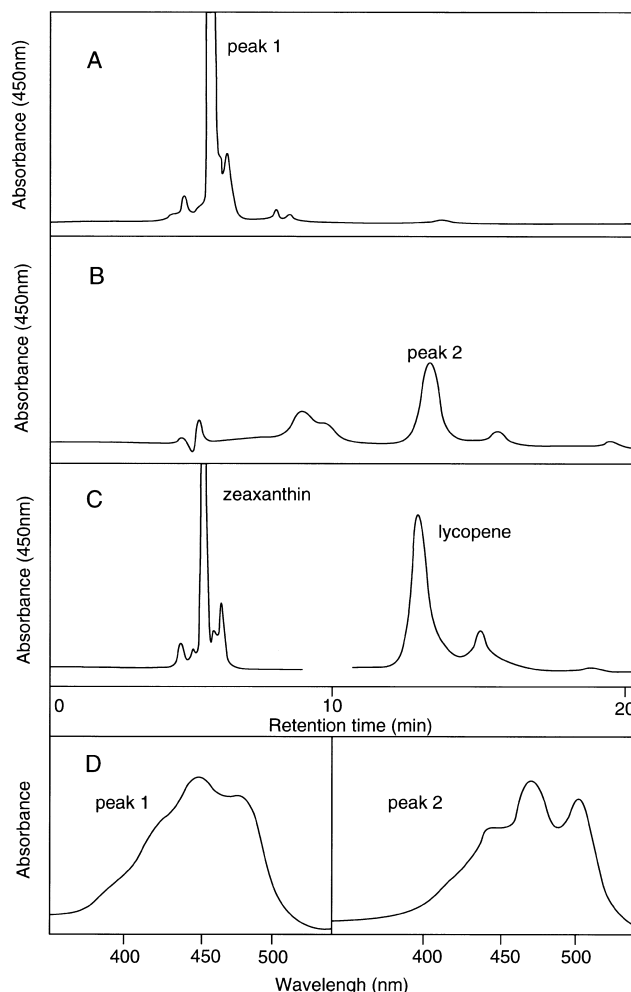 A
peak 1
Absorbance (450nm)
B
peak 2
Absorbance (450nm)
C
zeaxanthin
lycopene
Absorbance (450nm)
0 10 20
Retention time (min)
D
peak 1
peak 2
Absorbance
400 450 500 400 450 500
Wavelengh (nm)